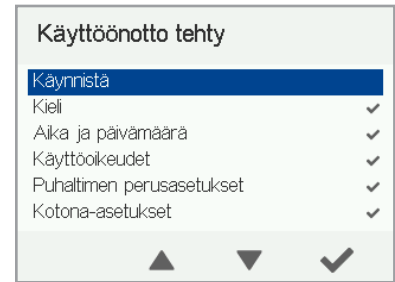 Käyttöönotto tehty
Käynnistä
Kieli
Aika ja päivämäärä
Käyttöoikeudet
Puhaltimen perusasetukset
Kotona-asetukset